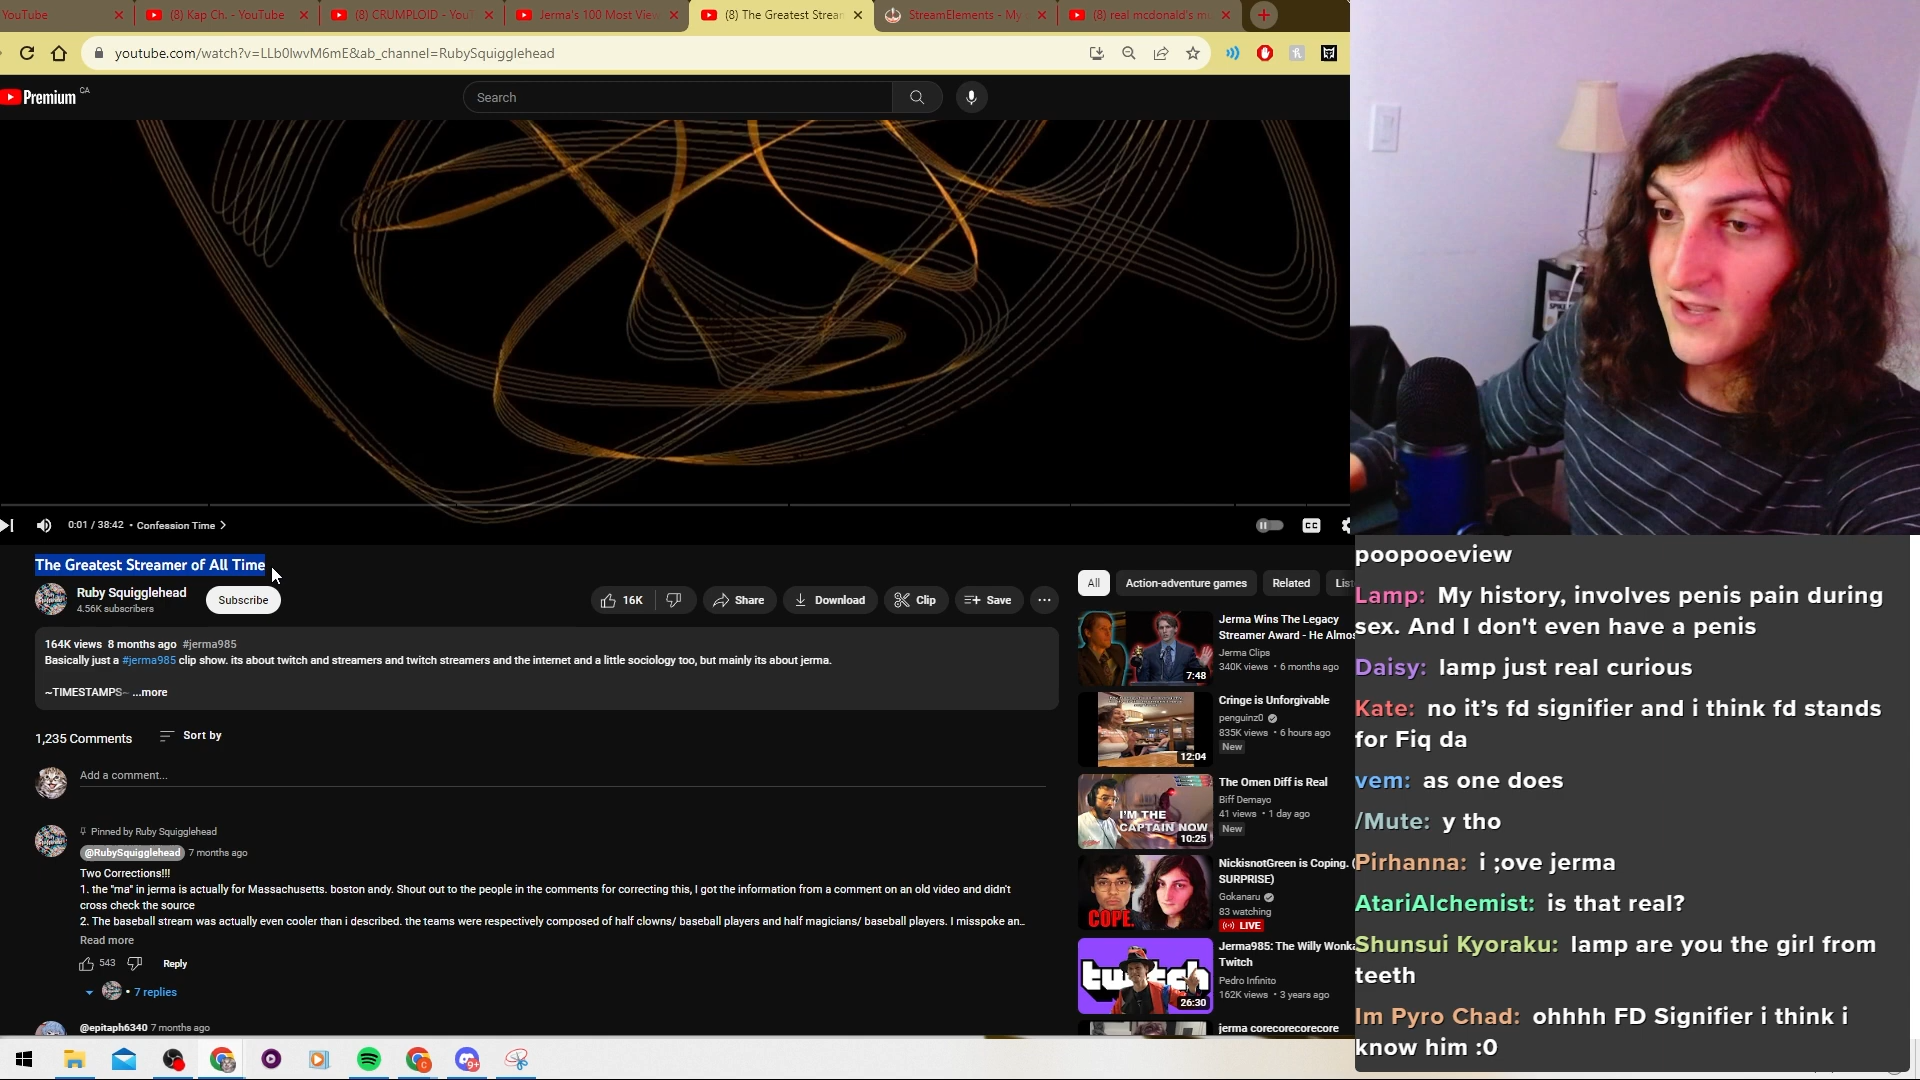 YouTube
(8) Kap Ch. - YouTube
(8) CRUMPLOID - YouT
Jerma's 100 Most View
(8) The Greatest Stream
StreamElements - My
(8) real mcdonald's m
youtube.com/watch?v=LLb0lwvM6mE&ab_channel=RubySquigglehead
Premium CA
Search
0:01 / 38:42 • Confession Time
CC
The Greatest Streamer of All Time
Ruby Squigglehead
4.56K subscribers
Subscribe
16K
Share
Download
Clip
Save
164K views 8 months ago #jerma985
Basically just a #jerma985 clip show. its about twitch and streamers and twitch streamers and the internet and a little sociology too, but mainly its about jerma.
~TIMESTAMPS~ ...more
1,235 Comments
Sort by
Add a comment...
Pinned by Ruby Squigglehead
@RubySquigglehead 7 months ago
Two Corrections!!!
1. the "ma" in jerma is actually for Massachusetts. boston andy. Shout out to the people in the comments for correcting this, I got the information from a comment on an old video and didn't
cross check the source
2. The baseball stream was actually even cooler than i described. the teams were respectively composed of half clowns/ baseball players and half magicians/ baseball players. I misspoke an..
Read more
543
Reply
• 7 replies
@epitaph6340 7 months ago
All
Action-adventure games
Related
Jerma Wins The Legacy
Streamer Award - He Almos
Jerma Clips
340K views • 6 months ago
7:48
Cringe is Unforgivable
penguinz0
835K views • 6 hours ago
New
12:04
The Omen Diff is Real
Biff Demayo
41 views • 1 day ago
New
I'M THE
CAPTAIN NOW
10:25
NickisnotGreen is Coping. (
SURPRISE)
Gokanaru
83 watching
LIVE
COPE.
Jerma985: The Willy Wonka
Twitch
Pedro Infinito
162K views • 3 years ago
twitch
26:30
jerma corecorecorecore
poopooeview
Lamp: My history, involves penis pain during
sex. And I don't even have a penis
Daisy: lamp just real curious
Kate: no it's fd signifier and i think fd stands
for Fiq da
vem: as one does
/Mute: y tho
Pirhanna: i ;ove jerma
AtariAlchemist: is that real?
Shunsui Kyoraku: lamp are you the girl from
teeth
Im Pyro Chad: ohhhh FD Signifier i think i
know him :0
9+